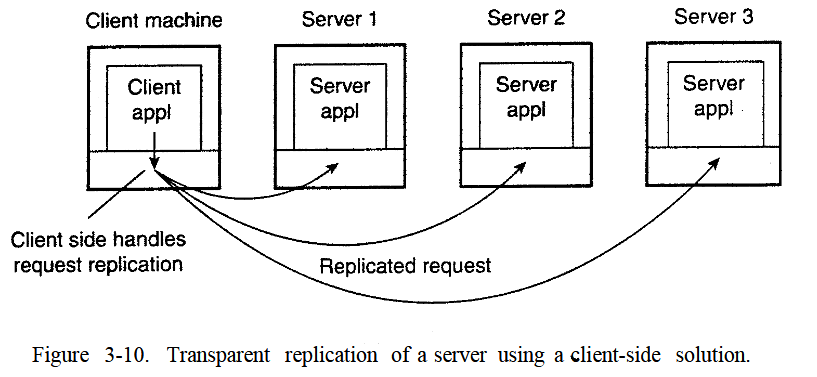 Client machine
Server 1
Server 2
Server 3
Client
appl
Server
appl
Server
appl
Server
appl
Client side handles
request replication
Replicated request
Figure 3-10. Transparent replication of a server using a client-side solution.